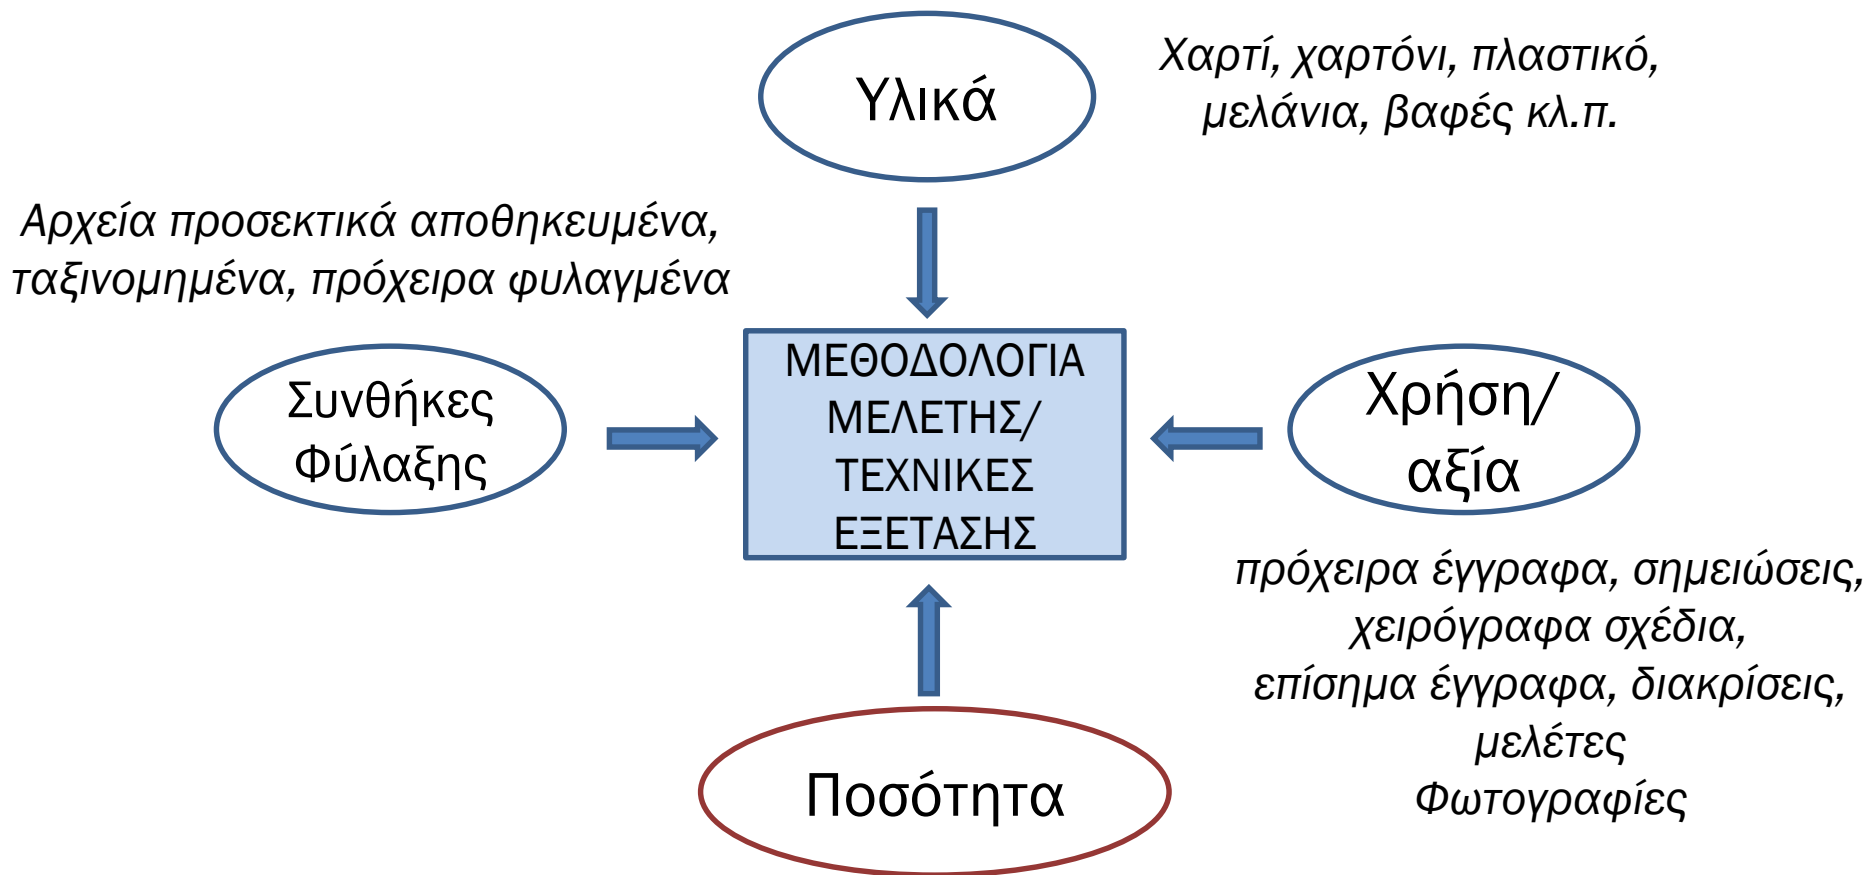 Υλικά
Χαρτί, χαρτόνι, πλαστικό,
μελάνια, βαφές κλ.π.
Αρχεία προσεκτικά αποθηκευμένα,
ταξινομημένα, πρόχειρα φυλαγμένα
Συνθήκες
Φύλαξης
ΜΕΘΟΔΟΛΟΓΙΑ
ΜΕΛΕΤΗΣ/
ΤΕΧΝΙΚΕΣ
ΕΞΕΤΑΣΗΣ
Χρήση/
αξία
πρόχειρα έγγραφα, σημειώσεις,
χειρόγραφα σχέδια,
επίσημα έγγραφα, διακρίσεις,
μελέτες
Φωτογραφίες
Ποσότητα